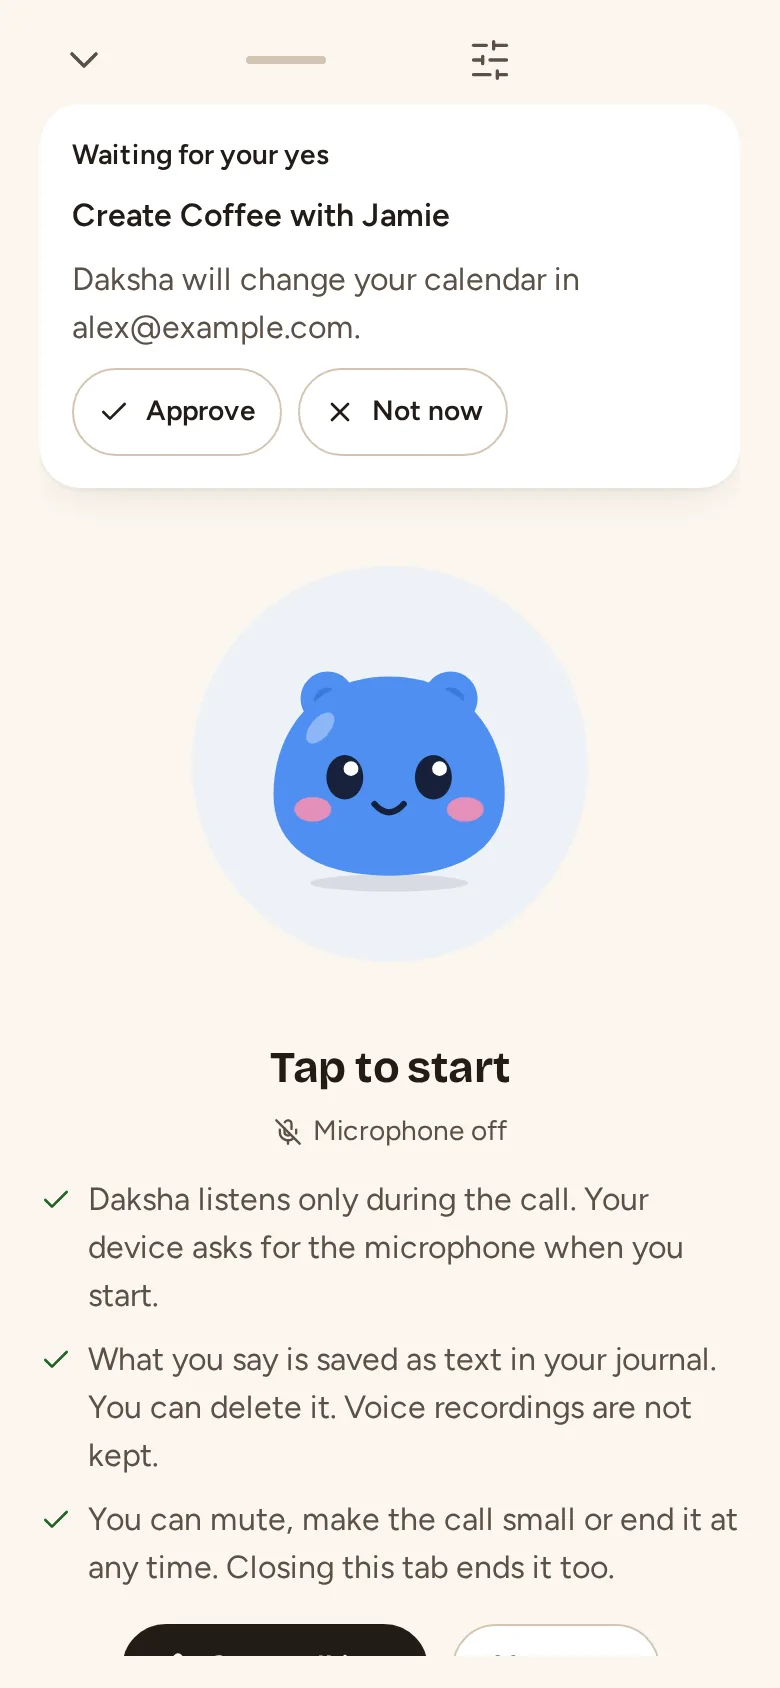 Waiting for your yes
Create Coffee with Jamie
Daksha will change your calendar in
alex@example.com.
Approve
Not now
Tap to start
Microphone off
Daksha listens only during the call. Your
device asks for the microphone when you
start.
What you say is saved as text in your journal.
You can delete it. Voice recordings are not
kept.
You can mute, make the call small or end it at
any time. Closing this tab ends it too.